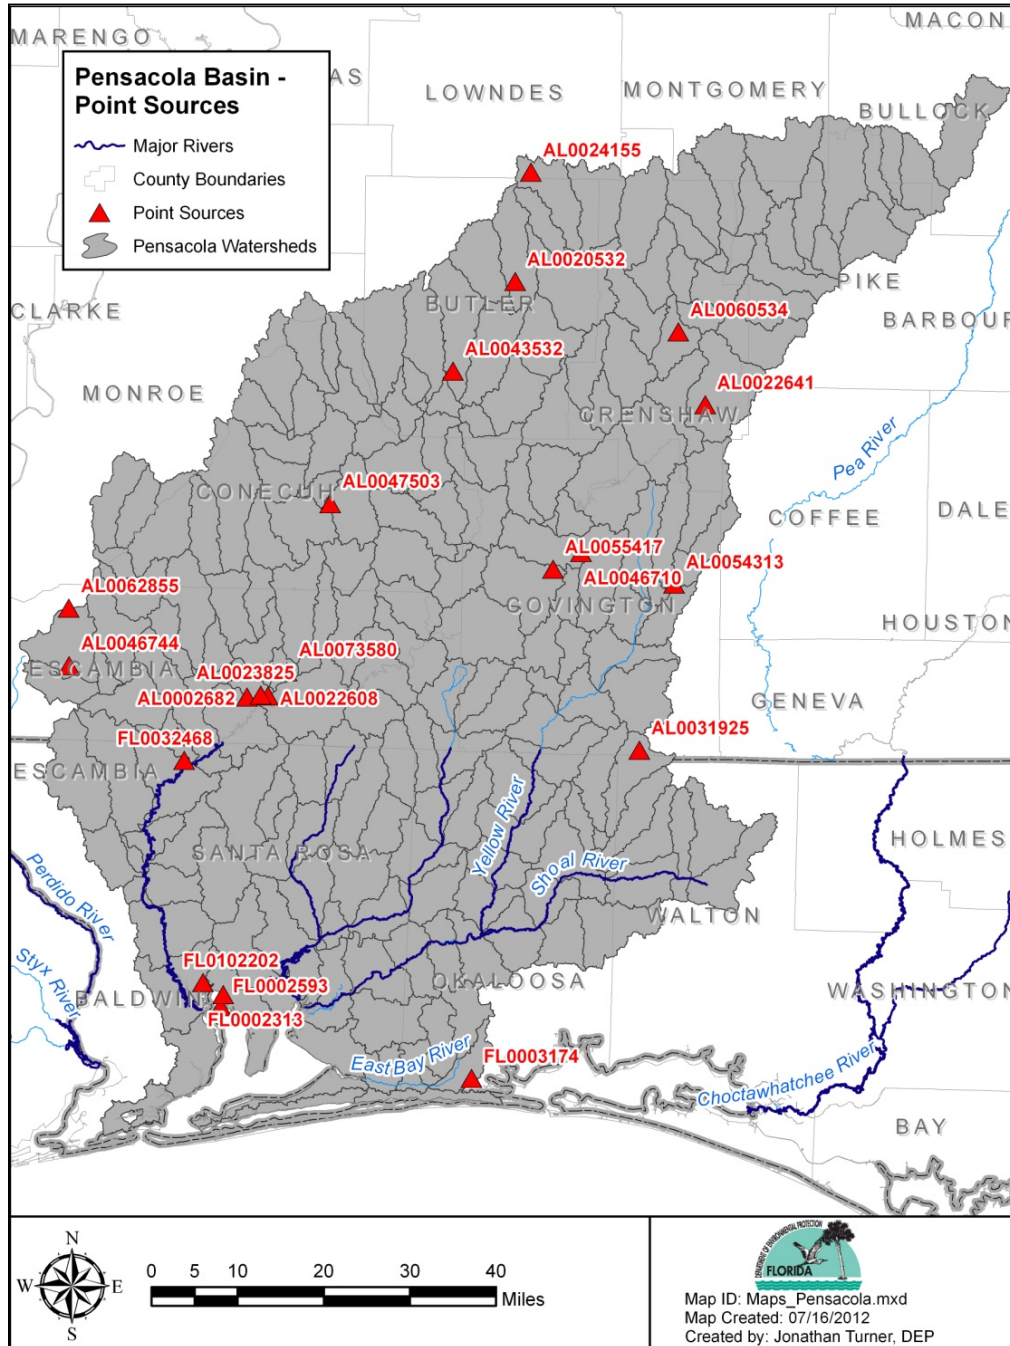 MARENGO
MACON
Pensacola Basin -
Point Sources
Major Rivers
County Boundaries
Point Sources
Pensacola Watersheds
AS
LOWNDES
MONTGOMERY
BULLOCK
AL0024155
AL0020532
BUTLER
PIKE
CLARKE
AL0060534
BARBOUR
AL0043532
MONROE
AL0022641
CRENSHAW
Pea River
CONECUH
AL0047503
COFFEE
DALE
AL0055417
AL0054313
AL0046710
COVINGTON
AL0062855
HOUSTON
AL0046744
ESCAMBIA
AL0073580
AL0023825
AL0002682
AL0022608
GENEVA
AL0031925
FL0032468
ESCAMBIA
Yellow River
HOLMES
SANTA ROSA
Shoal River
Perdido River
WALTON
Styx River
FL0102202
FL0002593
OKALOOSA
BALDWIN
WASHINGTON
FL0002313
East Bay River
FL0003174
Choctawhatchee River
BAY
N
W
E
S
0 5 10 20 30 40
Miles
DEPARTMENT OF ENVIRONMENTAL PROTECTION
FLORIDA
Map ID: Maps_Pensacola.mxd
Map Created: 07/16/2012
Created by: Jonathan Turner, DEP